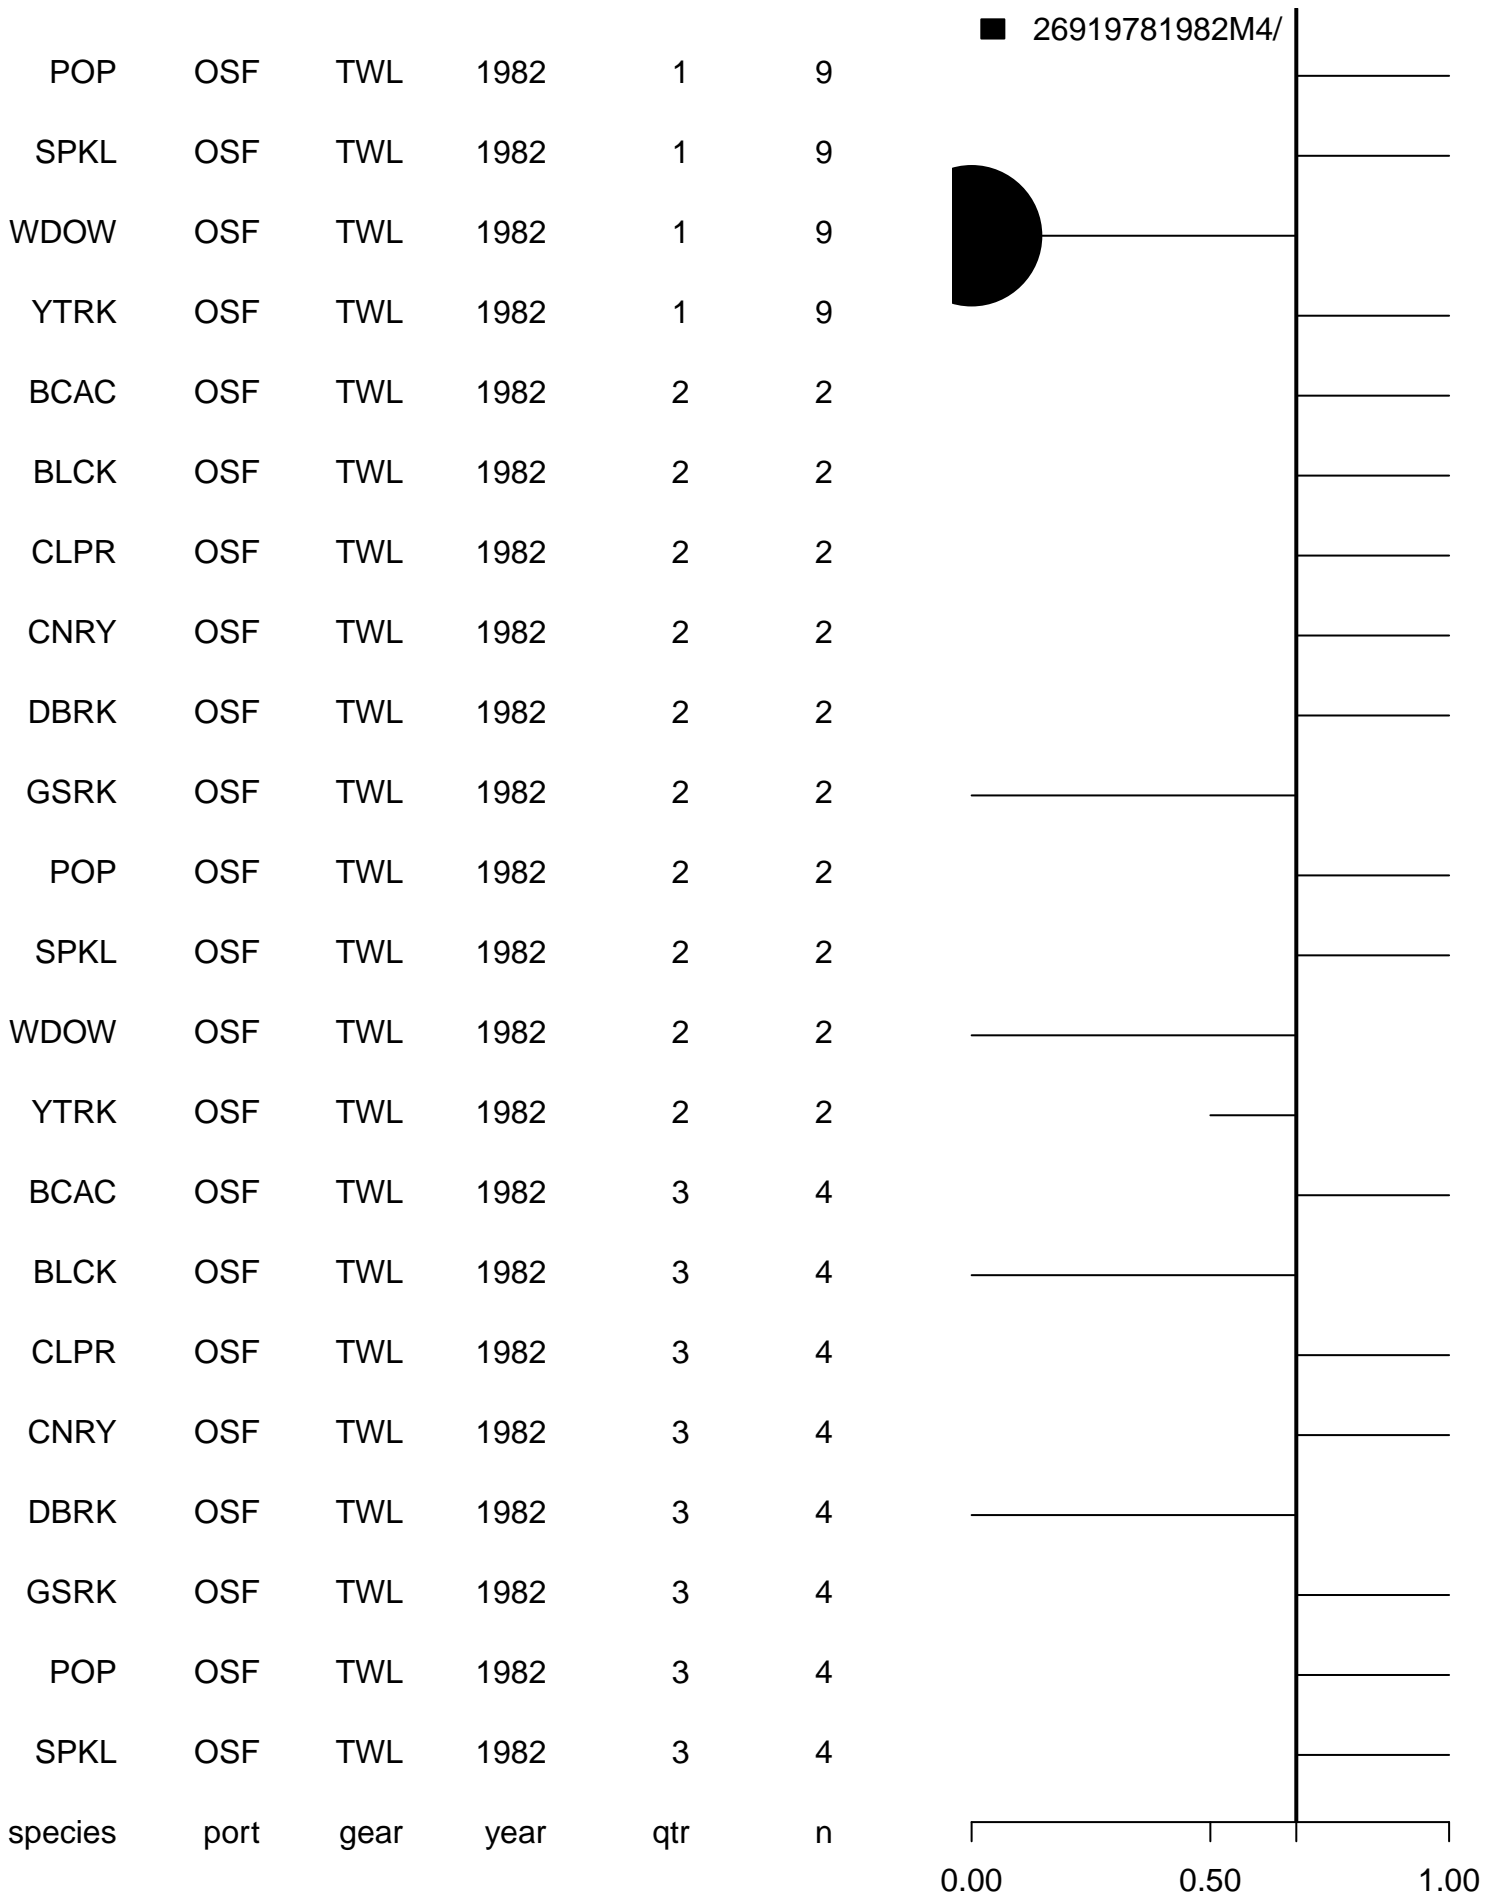 26919781982M4/
POP OSF TWL 1982 1 9
SPKL OSF TWL 1982 1 9
WDOW OSF TWL 1982 1 9
YTRK OSF TWL 1982 1 9
BCAC OSF TWL 1982 2 2
BLCK OSF TWL 1982 2 2
CLPR OSF TWL 1982 2 2
CNRY OSF TWL 1982 2 2
DBRK OSF TWL 1982 2 2
GSRK OSF TWL 1982 2 2
POP OSF TWL 1982 2 2
SPKL OSF TWL 1982 2 2
WDOW OSF TWL 1982 2 2
YTRK OSF TWL 1982 2 2
BCAC OSF TWL 1982 3 4
BLCK OSF TWL 1982 3 4
CLPR OSF TWL 1982 3 4
CNRY OSF TWL 1982 3 4
DBRK OSF TWL 1982 3 4
GSRK OSF TWL 1982 3 4
POP OSF TWL 1982 3 4
SPKL OSF TWL 1982 3 4
species port gear year qtr n
0.00 0.50 1.00